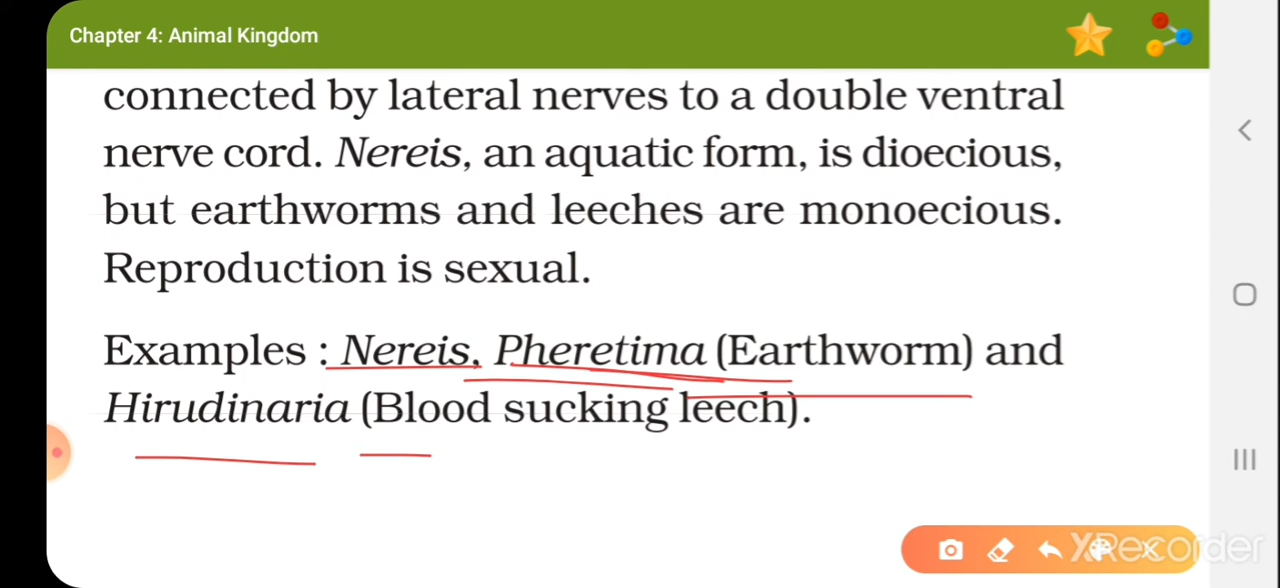 Chapter 4: Animal Kingdom
connected by lateral nerves to a double ventral
nerve cord. Nereis, an aquatic form, is dioecious,
but earthworms and leeches are monoecious.
Reproduction is sexual.
Examples : Nereis, Pheretima (Earthworm) and
Hirudinaria (Blood sucking leech).
XRecorder